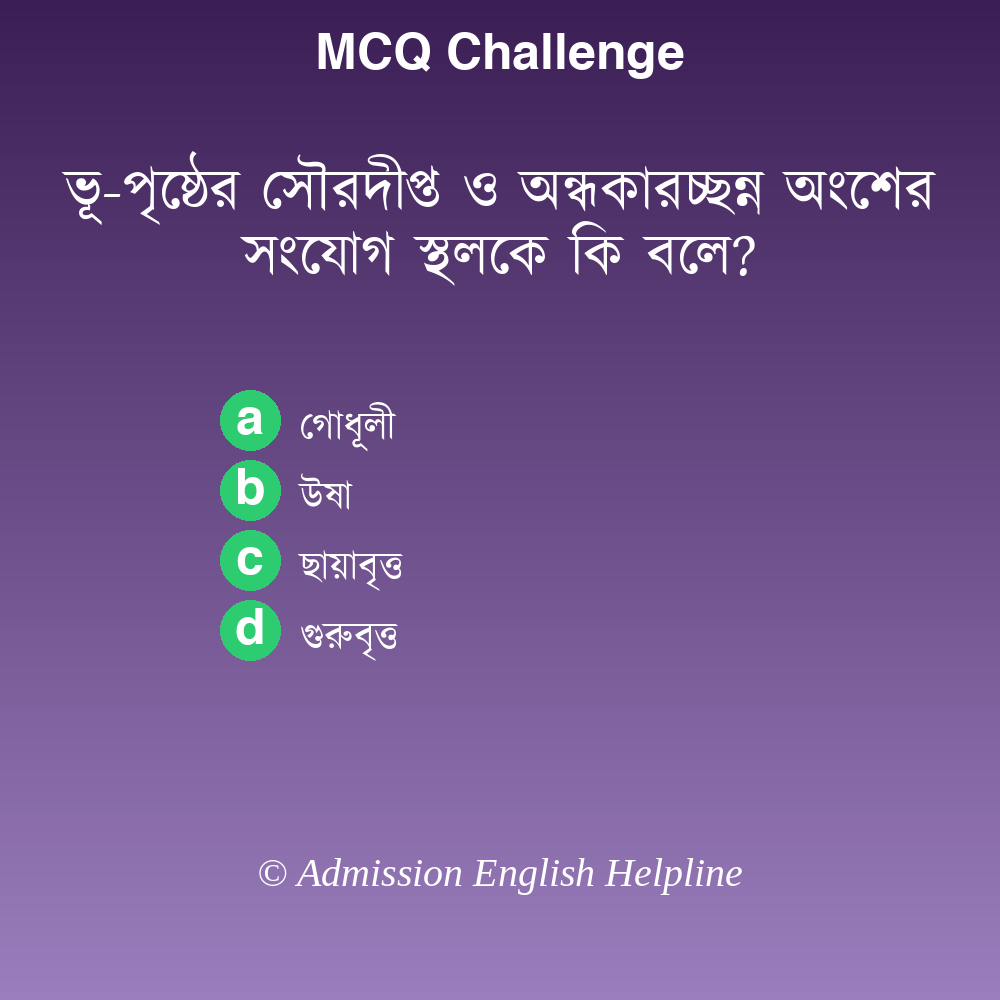 MCQ Challenge
ভূ-পৃষ্ঠের সৌরদীপ্ত ও অন্ধকারচ্ছন্ন অংশের
সংযোগ স্থলকে কি বলে?
a গোধূলী
b উষা
c ছায়াবৃত্ত
d গুরুবৃত্ত
© Admission English Helpline